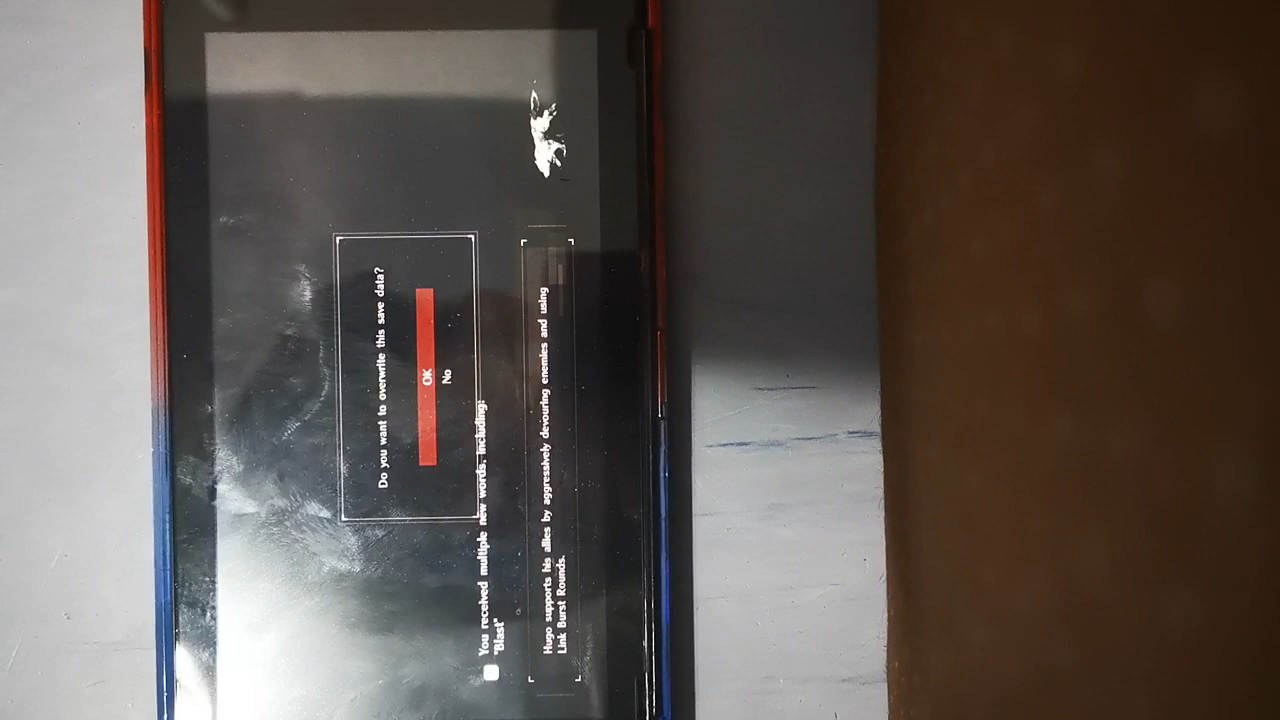 Do you want to overwrite this save data?
OK
No
You received multiple new words, including:
"Blast"
Hugo supports his allies by aggressively devouring enemies and using
Link Burst Rounds.